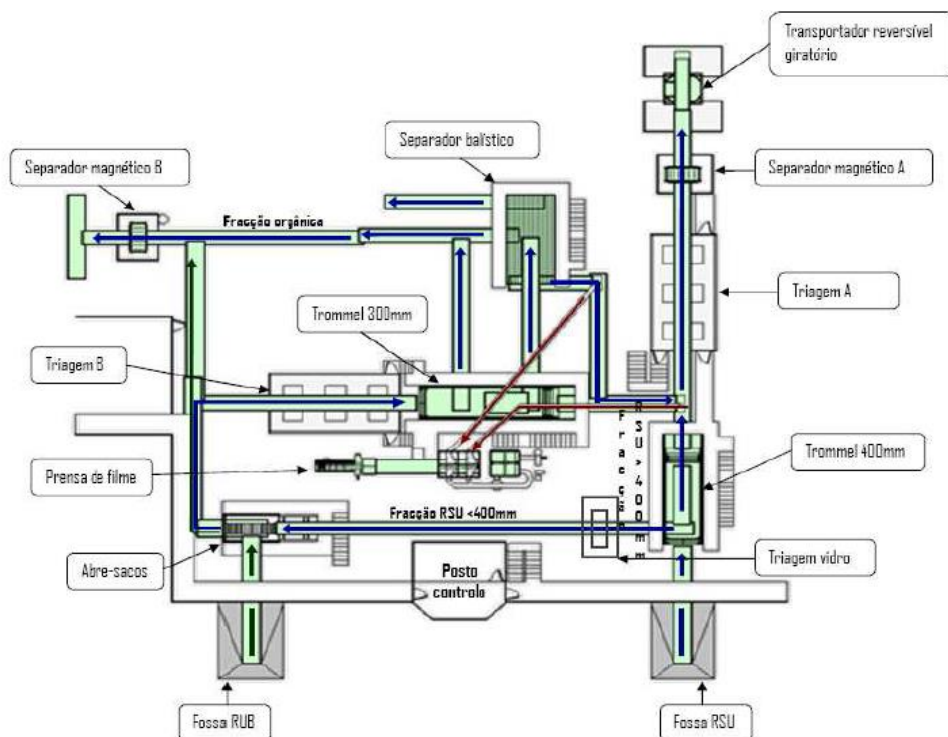 Transportador reversível
giratório
Separador balístico
Separador magnético B
Separador magnético A
Fracção orgânica
Trommel 300mm
Triagem A
Triagem B
Fracção
RSU>400mm
Prensa de filme
Trommel 400mm
Fracção RSU <400mm
Abre-sacos
Posto
controle
Triagem vidro
Fossa RUB
Fossa RSU